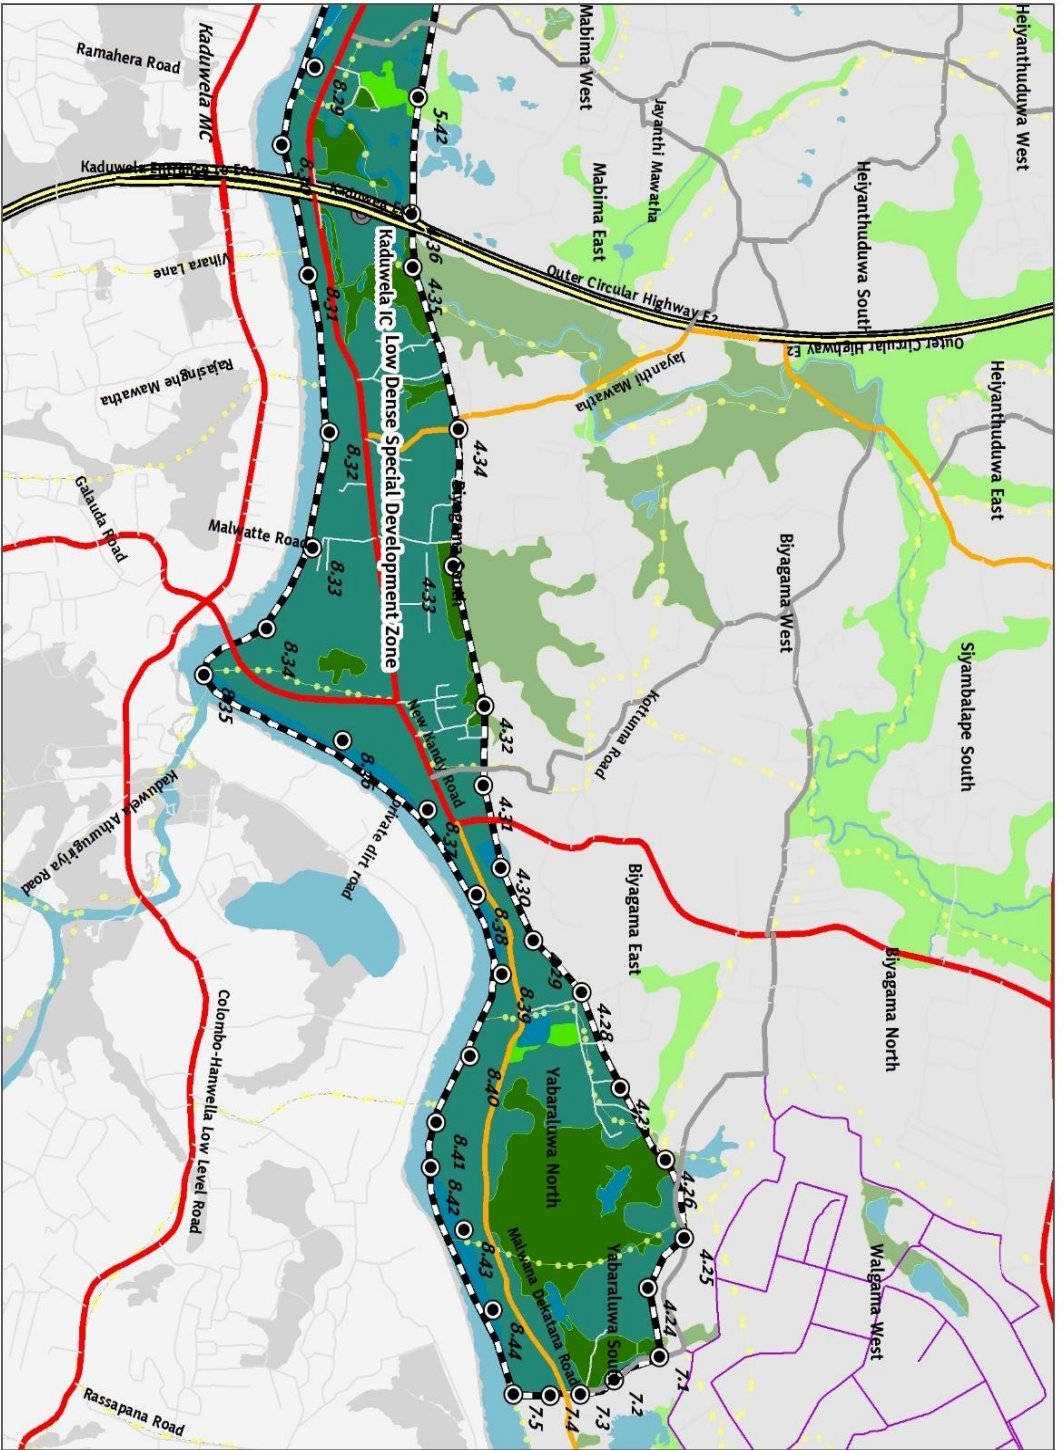 Ramahera Road
Kaduwela MC
Mabima West
Heiyanthuduwa West
Jayanthi Mawatha
5.42
8.29
Mabima East
Heiyanthuduwa South
Outer Circular Highway E2
Outer Circular Highway E2
4.35
8.31
Vihara Lane
Rajasinghe Mawatha
Jayanthi Mawatha
Heiyanthuduwa East
Kaduwela IC Low Dense Special Development Zone
4.34
8.32
Galauda Road
Malwatte Road
8.33
4.33
Biyagama South
Biyagama West
Siyambalape South
8.34
8.35
4.32
Kottunna Road
New Kandy Road
4.31
8.36
8.37
private dirt road
Kaduwela Athurugiriya Road
4.30
8.38
4.29
8.39
Biyagama East
Biyagama North
4.28
4.27
8.40
Yabaraluwa North
Colombo-Hanwella Low Level Road
8.41
8.42
8.43
8.44
4.26
4.25
4.24
Yabaraluwa South
Malwana Dekatana Road
Walgama West
7.1
7.2
7.3
7.4
7.5
Rassapana Road